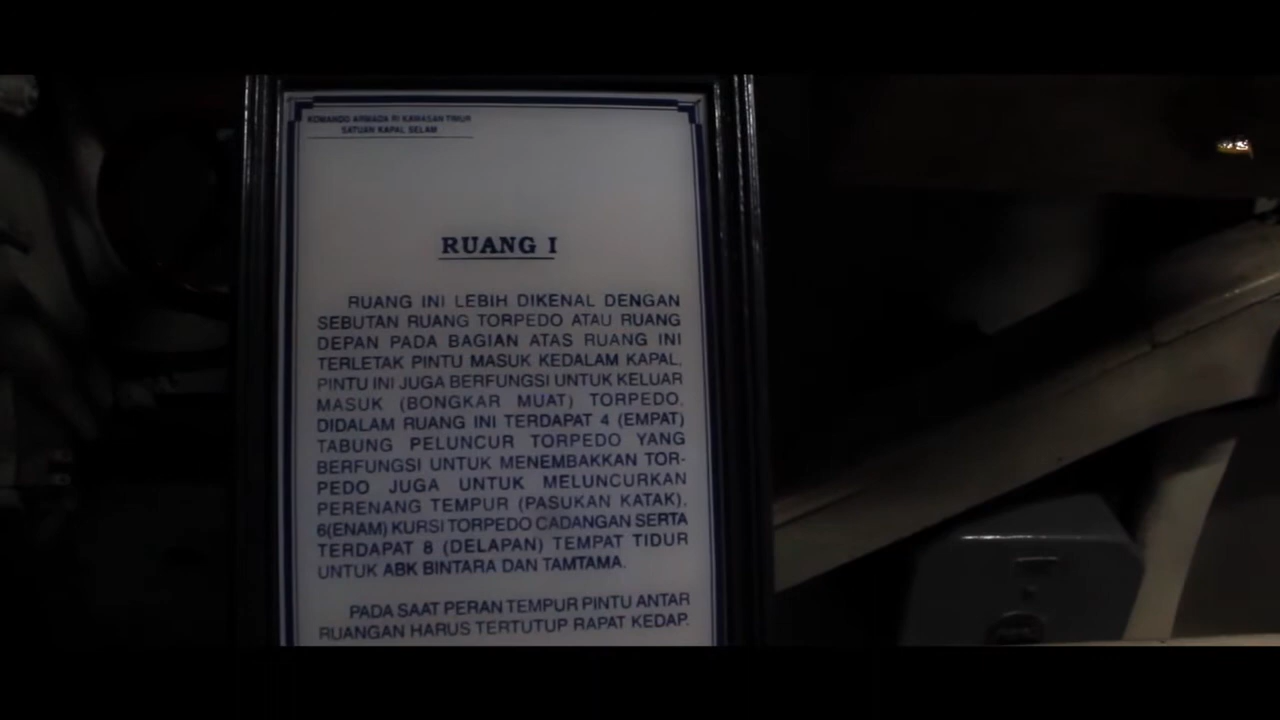 KOMANDO ARMADA RI KAWASAN TIMUR
SATUAN KAPAL SELAM
RUANG I
RUANG INI LEBIH DIKENAL DENGAN
SEBUTAN RUANG TORPEDO ATAU RUANG
DEPAN PADA BAGIAN ATAS RUANG INI
TERLETAK PINTU MASUK KEDALAM KAPAL,
PINTU INI JUGA BERFUNGSI UNTUK KELUAR
MASUK (BONGKAR MUAT) TORPEDO.
DIDALAM RUANG INI TERDAPAT 4 (EMPAT)
TABUNG PELUNCUR TORPEDO YANG
BERFUNGSI UNTUK MENEMBAKKAN TOR-
PEDO JUGA UNTUK MELUNCURKAN
PERENANG TEMPUR (PASUKAN KATAK),
6(ENAM) KURSI TORPEDO CADANGAN SERTA
TERDAPAT 8 (DELAPAN) TEMPAT TIDUR
UNTUK ABK BINTARA DAN TAMTAMA.
PADA SAAT PERAN TEMPUR PINTU ANTAR
RUANGAN HARUS TERTUTUP RAPAT KEDAP.